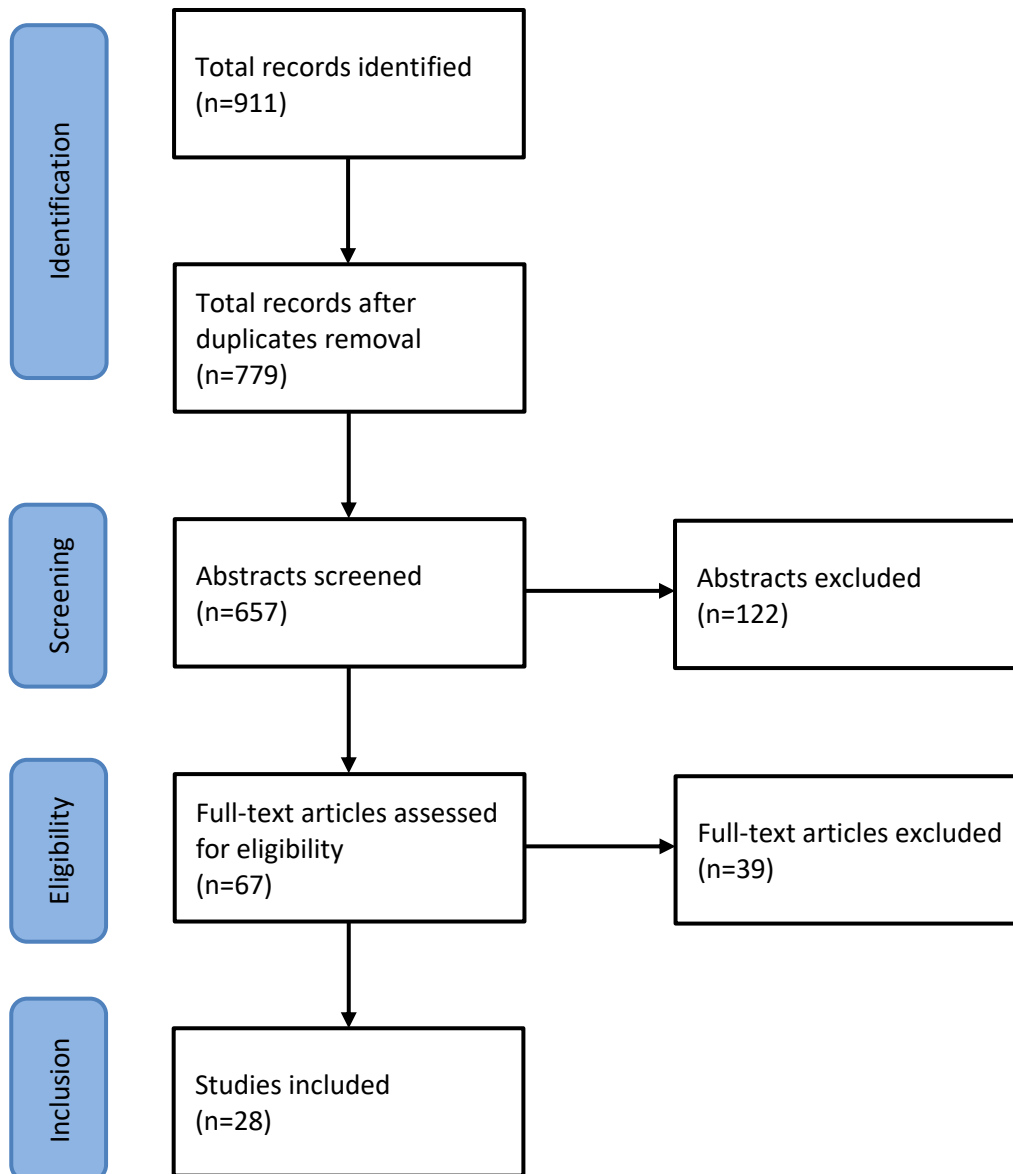 Identification
Total records identified
(n=911)
Total records after
duplicates removal
(n=779)
Screening
Abstracts screened
(n=657)
Abstracts excluded
(n=122)
Eligibility
Full-text articles assessed
for eligibility
(n=67)
Full-text articles excluded
(n=39)
Inclusion
Studies included
(n=28)